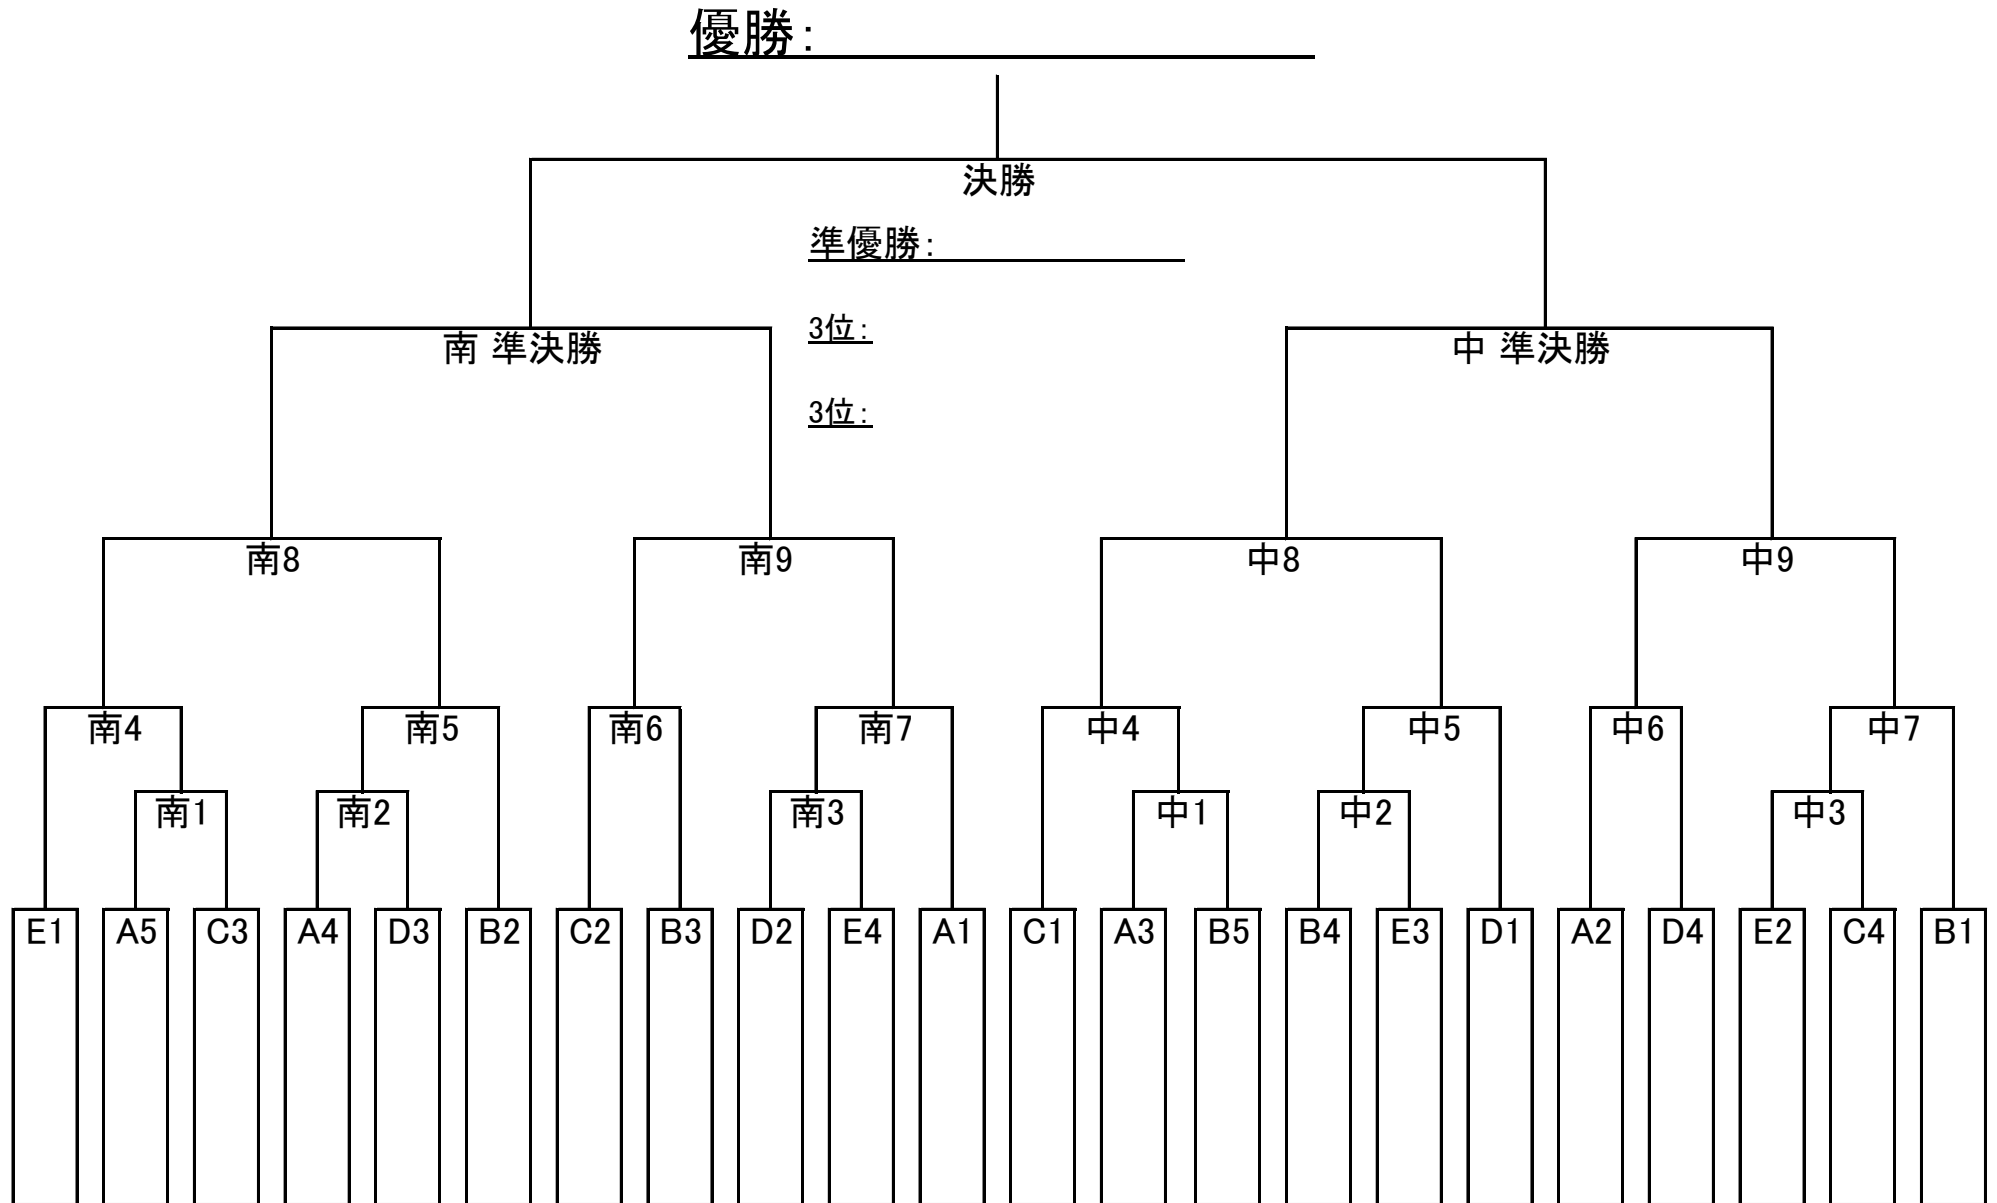 優勝：
決勝
準優勝：
3位：
南 準決勝
中 準決勝
3位：
南8
南9
中8
中9
南4
南5
南6
南7
中4
中5
中6
中7
南1
南2
南3
中1
中2
中3
E1
A5
C3
A4
D3
B2
C2
B3
D2
E4
A1
C1
A3
B5
B4
E3
D1
A2
D4
E2
C4
B1